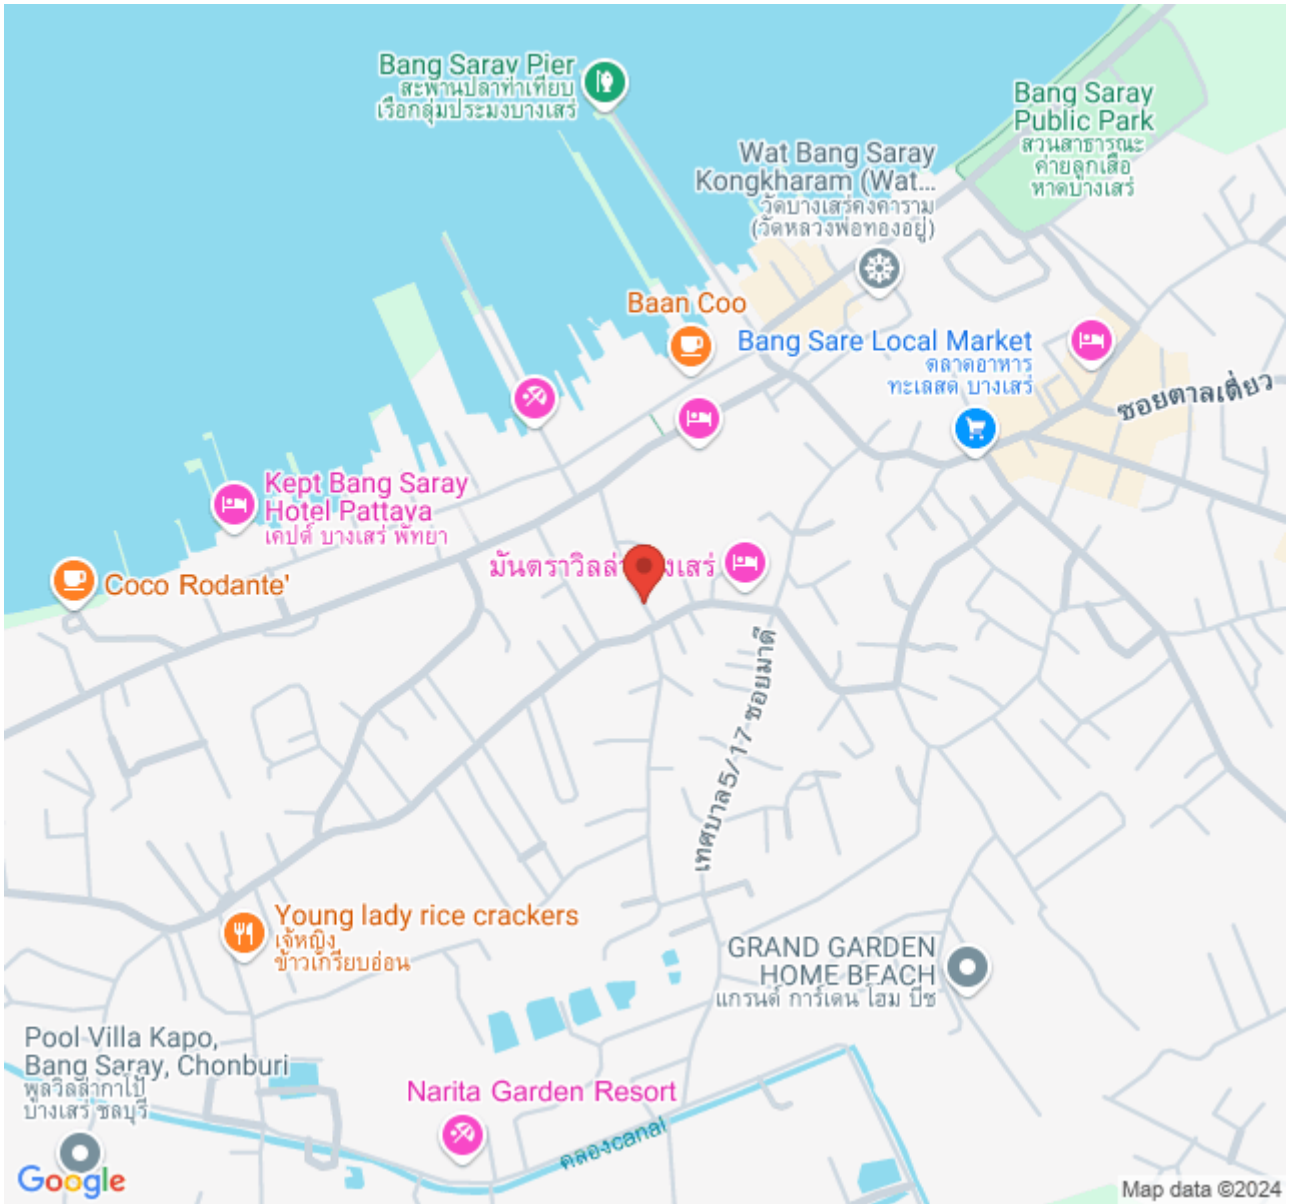 Bang Saray Pier
สะพานปลาท่าเทียบ
เรือกลุ่มประมงบางเสร่
Bang Saray
Public Park
สวนสาธารณะ
ค่ายลูกเสือ
หาดบางเสร่
Wat Bang Saray
Kongkharam (Wat...
วัดบางเสร่คงคาราม
(วัดหลวงพ่อทองอยู่)
Baan Coo
Bang Sare Local Market
ตลาดอาหาร
ทะเลสด บางเสร่
ซอยตาลเดี่ยว
Kept Bang Saray
Hotel Pattaya
เคปต์ บางเสร่ พัทยา
มันตราวิลล่า
งเสร่
Coco Rodante'
เทศบาล5/17 ซอยมาดี
Young lady rice crackers
เจ้หญิง
ข้าวเกรียบอ่อน
GRAND GARDEN
HOME BEACH
แกรนด์ การ์เดน โฮม บีช
Pool Villa Kapo,
Bang Saray, Chonburi
พูลวิลล่ากาโป้
บางเสร่ ชลบุรี
Narita Garden Resort
คลองcanal
Google
Map data ©2024